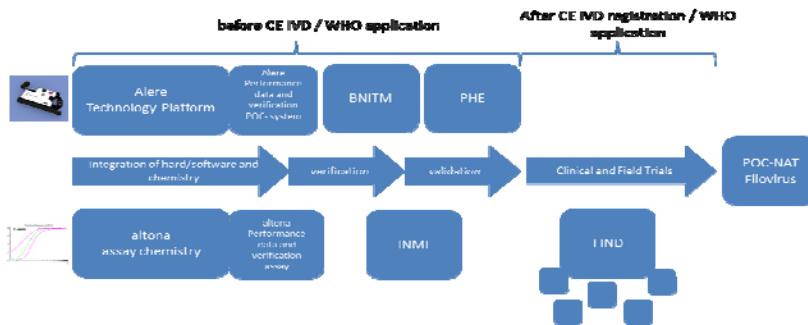 before CE IVD / WHO application
After CE IVD registration / WHO
application
Alere
Technology Platform
Alere
Performance
data and
verification
POC- system
BNITM
PHE
Integration of hard/software and
chemistry
verification
validation
Clinical and Field Trials
POC-NAT
Filovirus
altona
assay chemistry
altona
Performance
data and
verification
assay
INMI
FIND